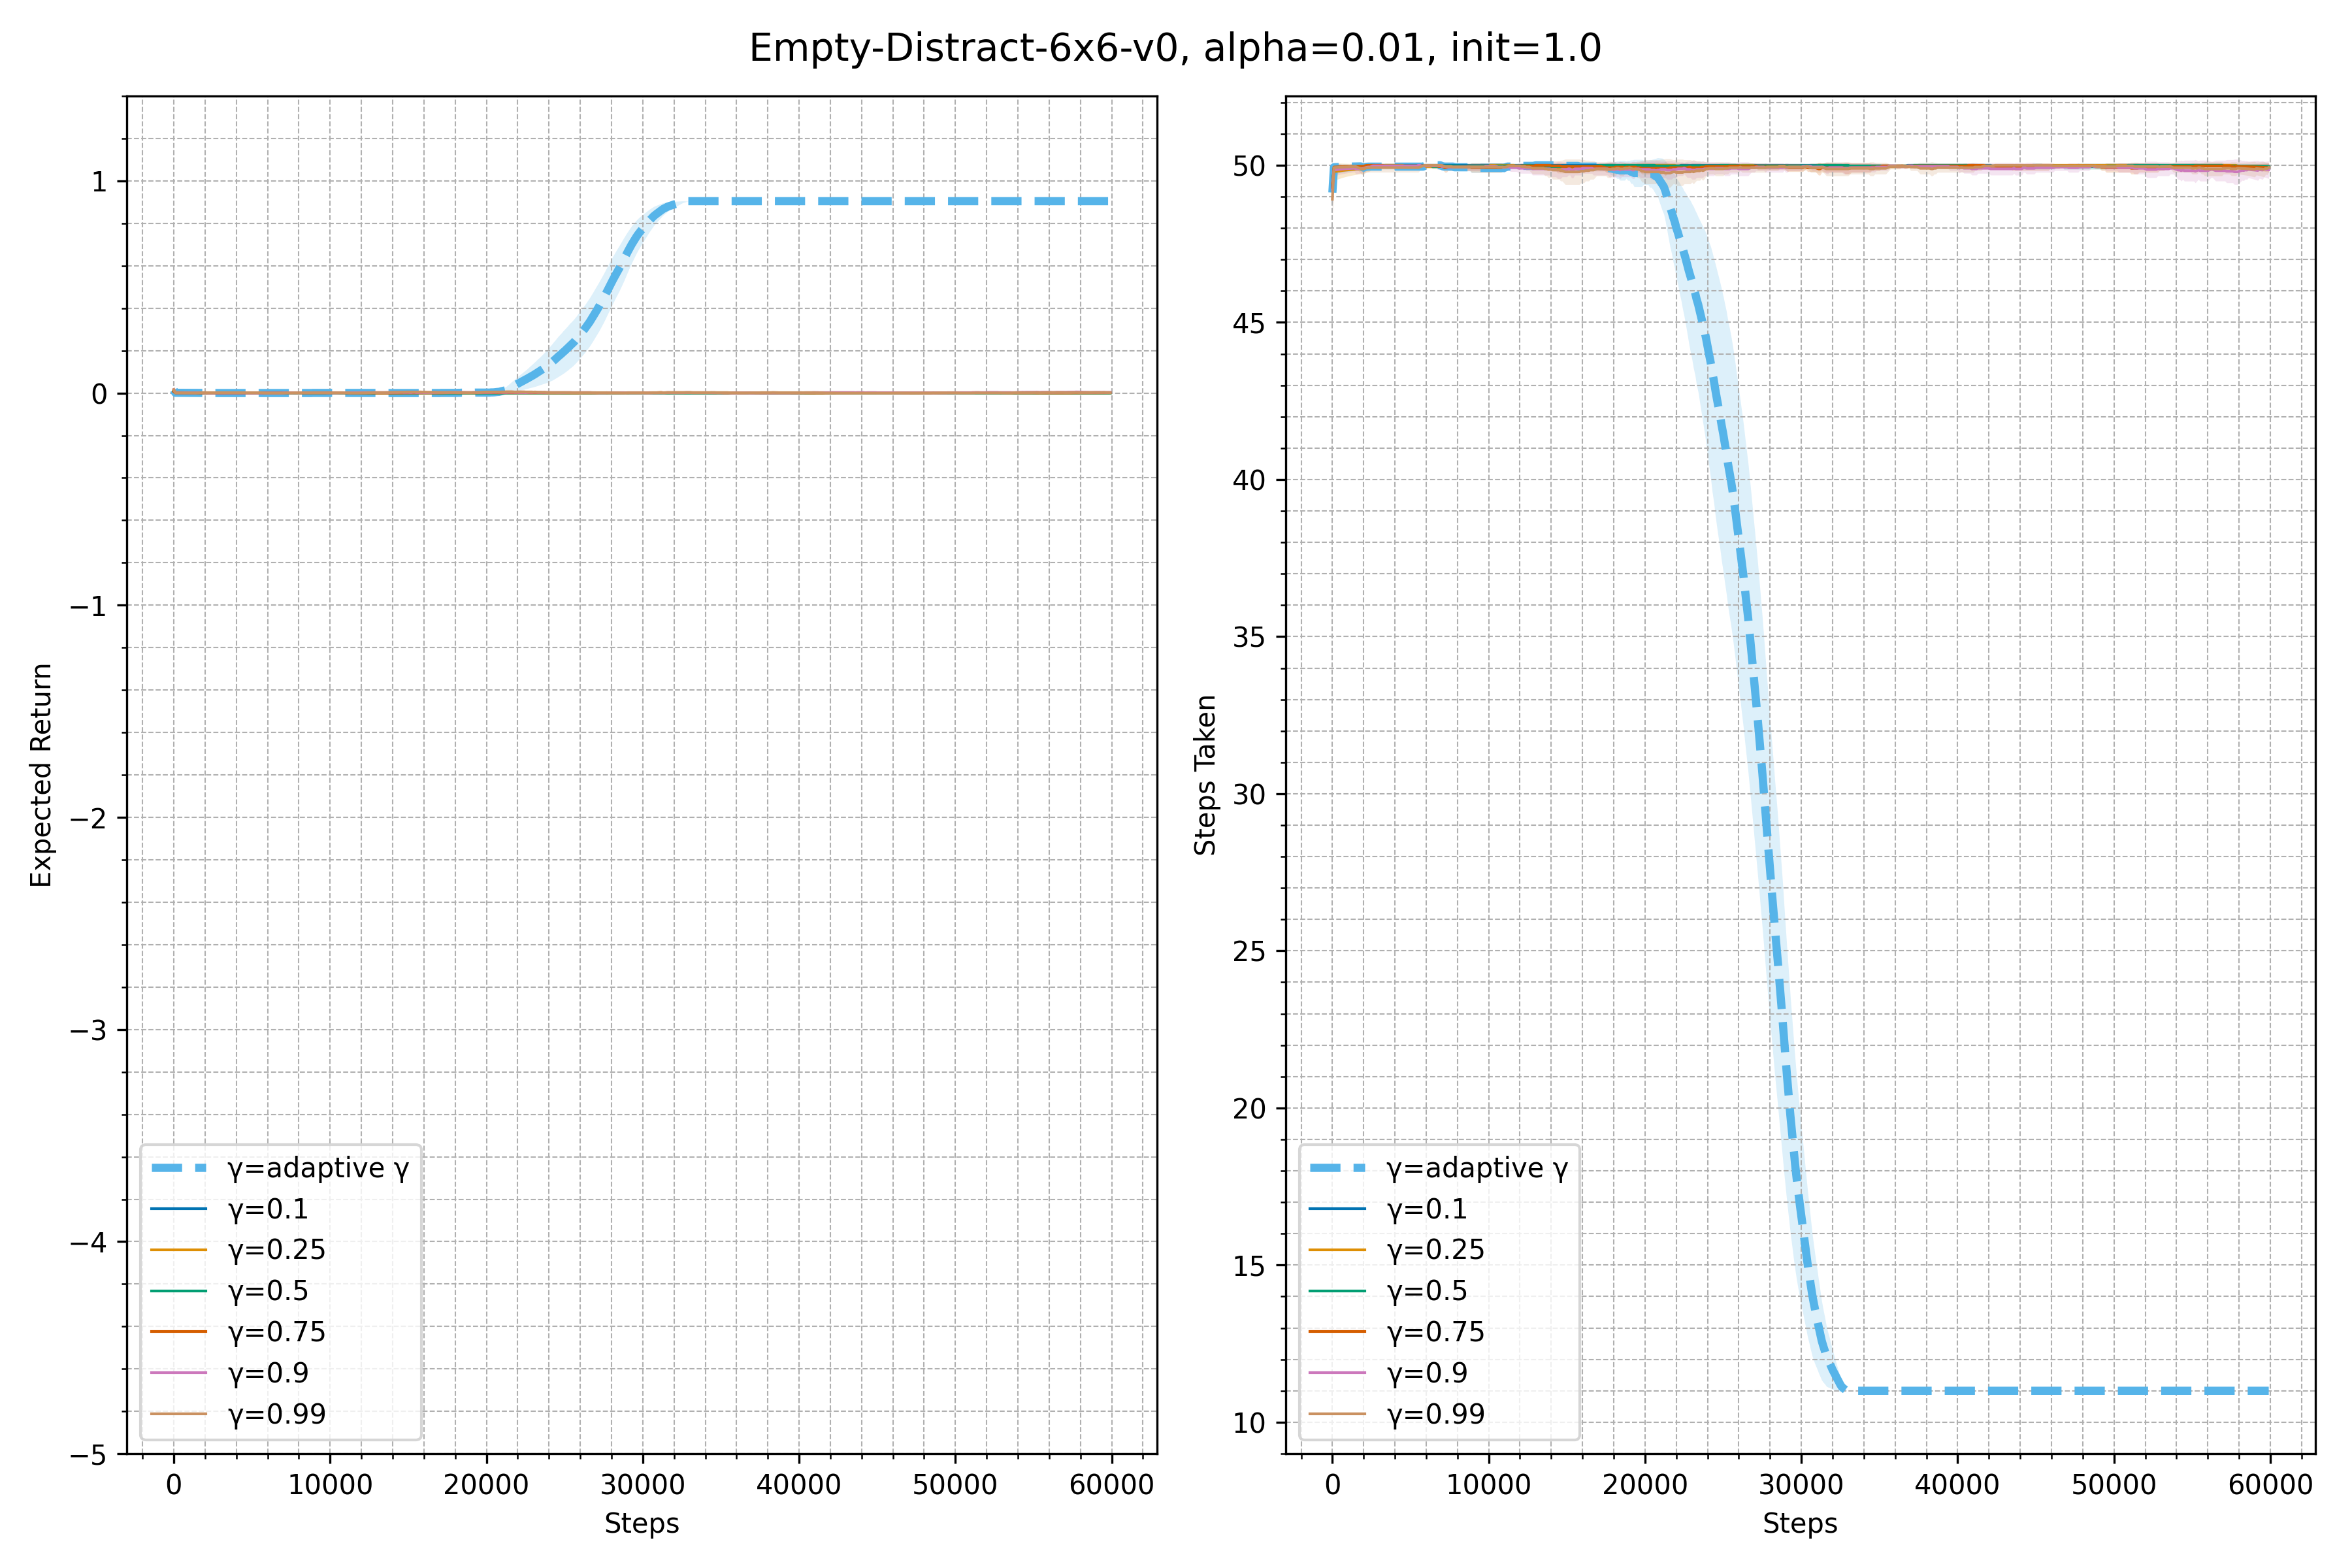 Empty-Distract-6x6-v0, alpha=0.01, init=1.0
Expected Return
1
0
−1
−2
−3
−4
−5
γ=adaptive γ
γ=0.1
γ=0.25
γ=0.5
γ=0.75
γ=0.9
γ=0.99
0 10000 20000 30000 40000 50000 60000
Steps
Steps Taken
50
45
40
35
30
25
20
15
10
γ=adaptive γ
γ=0.1
γ=0.25
γ=0.5
γ=0.75
γ=0.9
γ=0.99
0 10000 20000 30000 40000 50000 60000
Steps